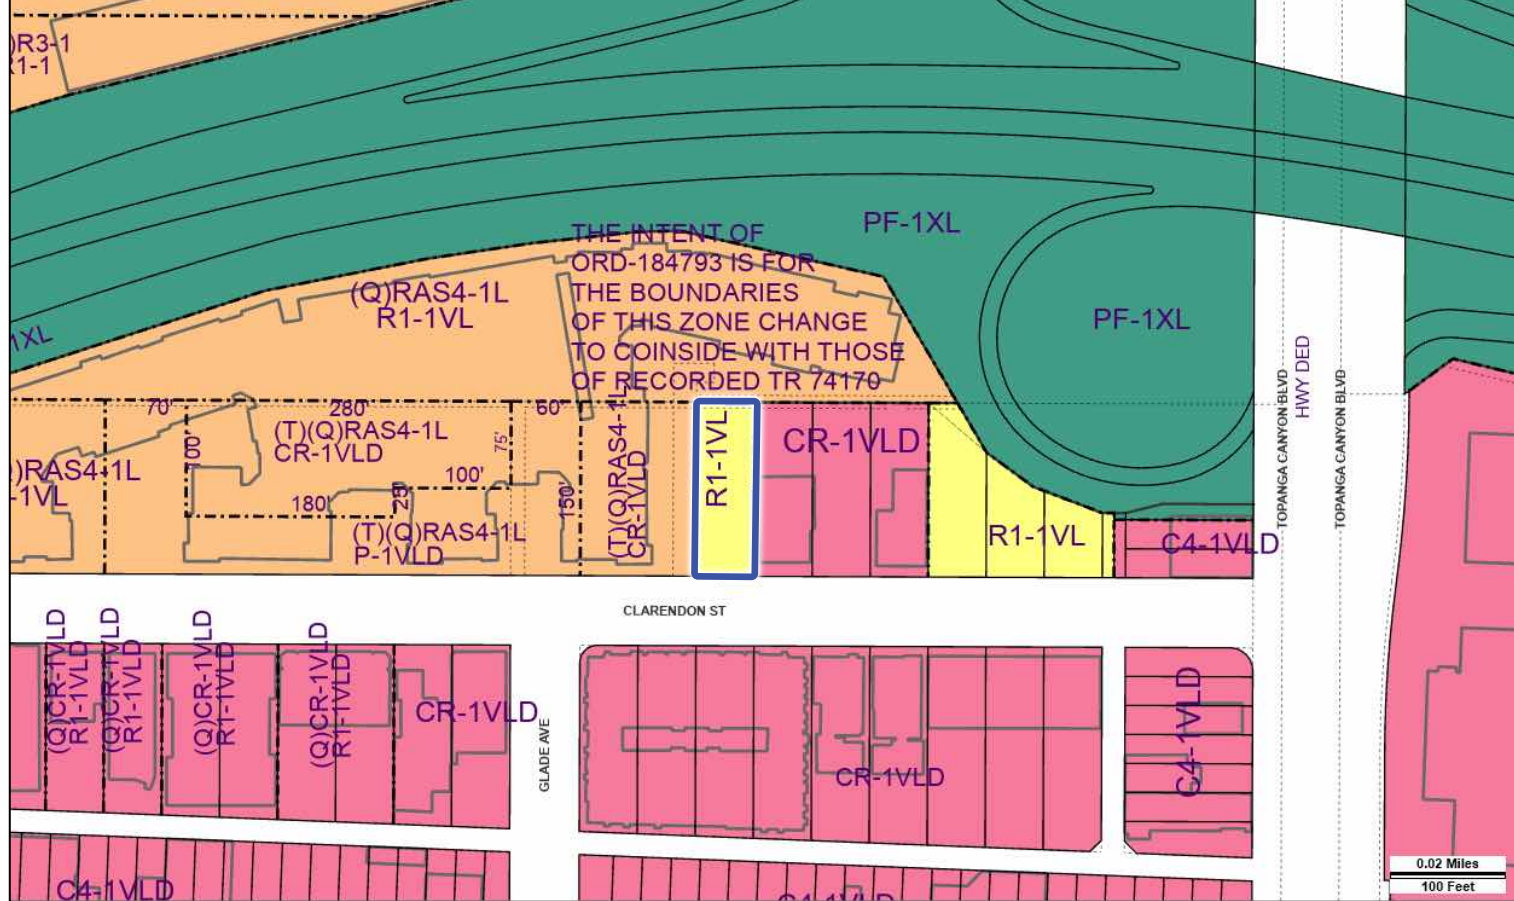 )R3-1
R1-1
PF-1XL
THE INTENT OF
ORD-184793 IS FOR
THE BOUNDARIES
OF THIS ZONE CHANGE
TO COINSIDE WITH THOSE
OF RECORDED TR 74170
(Q)RAS4-1L
R1-1VL
PF-1XL
1XL
HWY DED
TOPANGA CANYON BLVD
TOPANGA CANYON BLVD
70'
280'
60'
100'
(T)(Q)RAS4-1L
CR-1VLD
75'
)RAS4-1L
-1VL
180'
25'
100'
150'
(T)(Q)RAS4-1L
P-1VLD
(T)(Q)RAS4-1L
CR-1VLD
R1-1VL
CR-1VLD
R1-1VL
C4-1VLD
CLARENDON ST
(Q)CR-1VLD
R1-1VLD
(Q)CR-1VLD
R1-1VLD
(Q)CR-1VLD
R1-1VLD
(Q)CR-1VLD
R1-1VLD
CR-1VLD
GLADE AVE
CR-1VLD
C4-1VLD
C4-1VLD
C4-1VLD
0.02 Miles
100 Feet